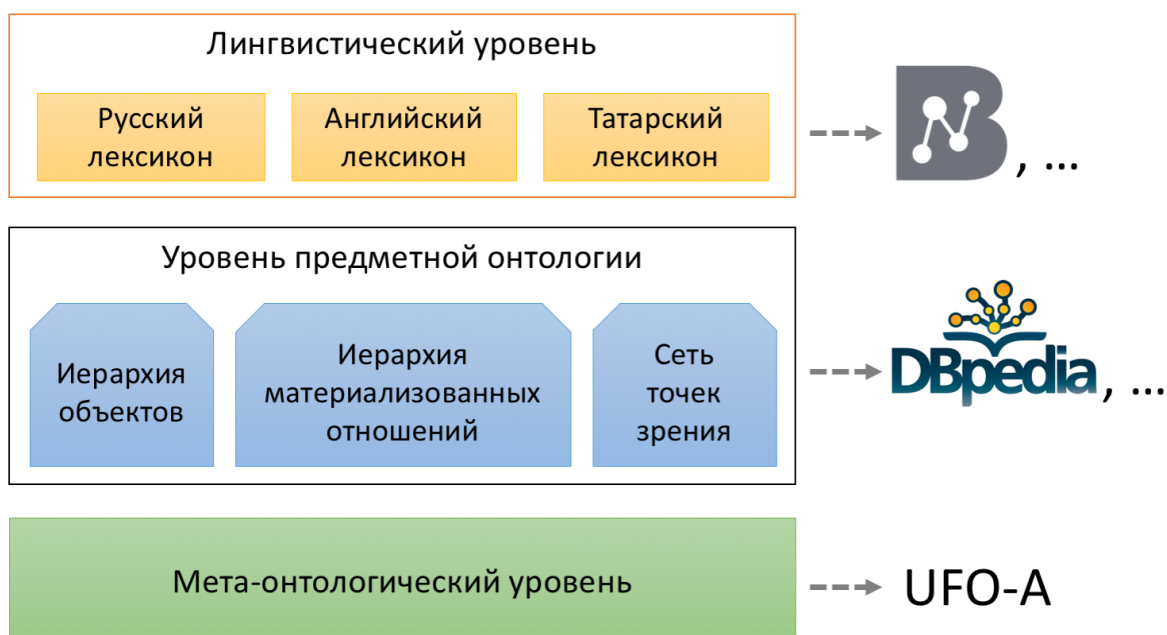 Лингвистический уровень
Русский
лексикон
Английский
лексикон
Татарский
лексикон
B, ...
Уровень предметной онтологии
Иерархия
объектов
Иерархия
материализованных
отношений
Сеть
точек
зрения
DBpedia, ...
Мета-онтологический уровень
UFO-A